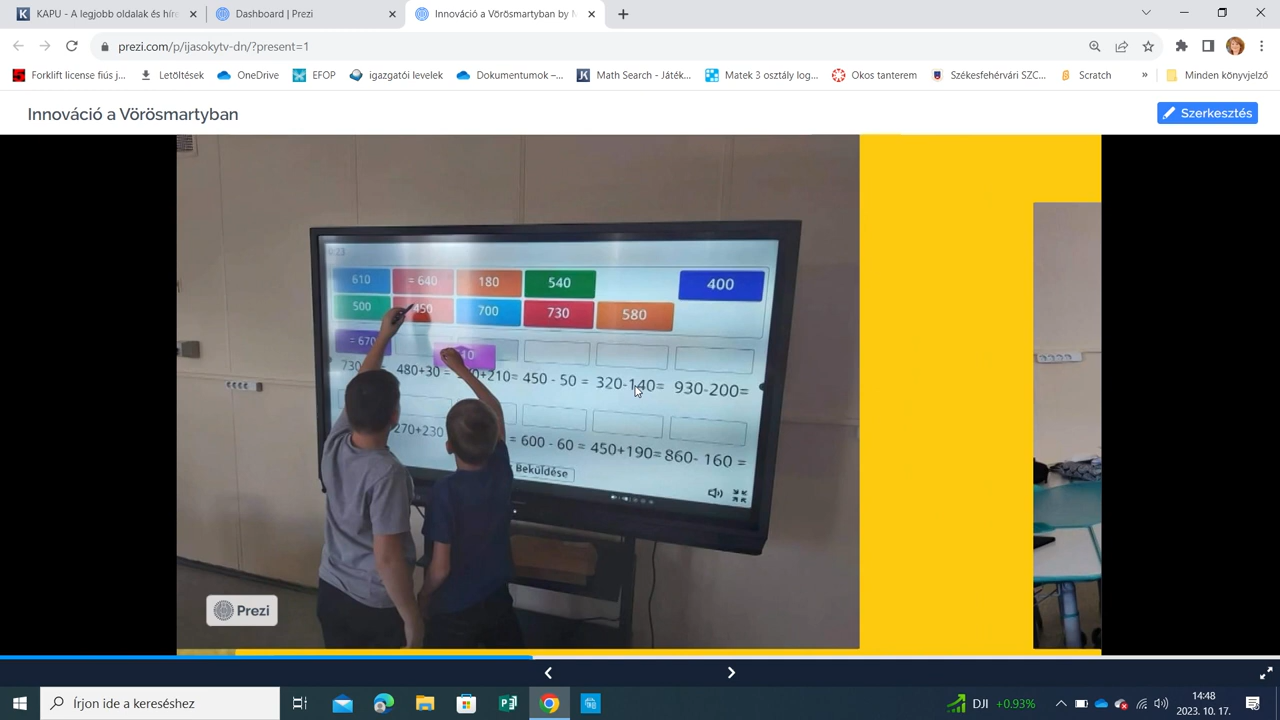 KAPU - A legjobb oldalak és híre
Dashboard | Prezi
Innováció a Vörösmartyban by
prezi.com/p/ijasokytv-dn/?present=1
Forklift license fiús j... Letöltések OneDrive EFOP igazgatói levelek Dokumentumok –... Math Search - Játék... Matek 3 osztály log... Okos tanterem Székesfehérvári SZC... Scratch » Minden könyvjelző
Innováció a Vörösmartyban
Szerkesztés
610 = 640 180 540 400
500 450 700 730 580
= 670
480+30 = +210= 450 - 50 = 320-140= 930-200=
270+230 = 600 - 60 = 450+190= 860- 160 =
Beküldése
Prezi
Írjon ide a kereséshez
DJI +0.93%
14:48
2023. 10. 17.